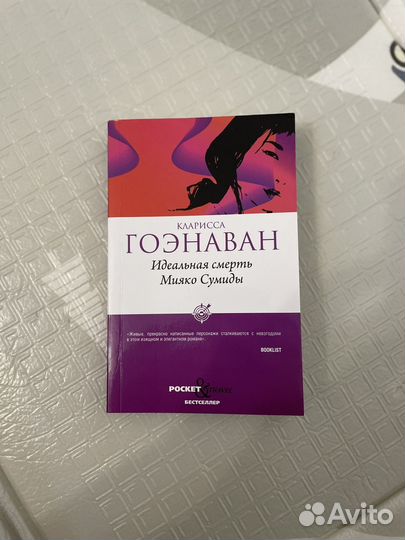 КЛАРИССА
ГОЭНАВАН
Идеальная смерть
Мияко Сумиды
«Живые, прекрасно написанные персонажи сталкиваются с невзгодами
в этом изящном и элегантном романе».
BOOKLIST
POCKET&TRAVEL
БЕСТСЕЛЛЕР
Avito